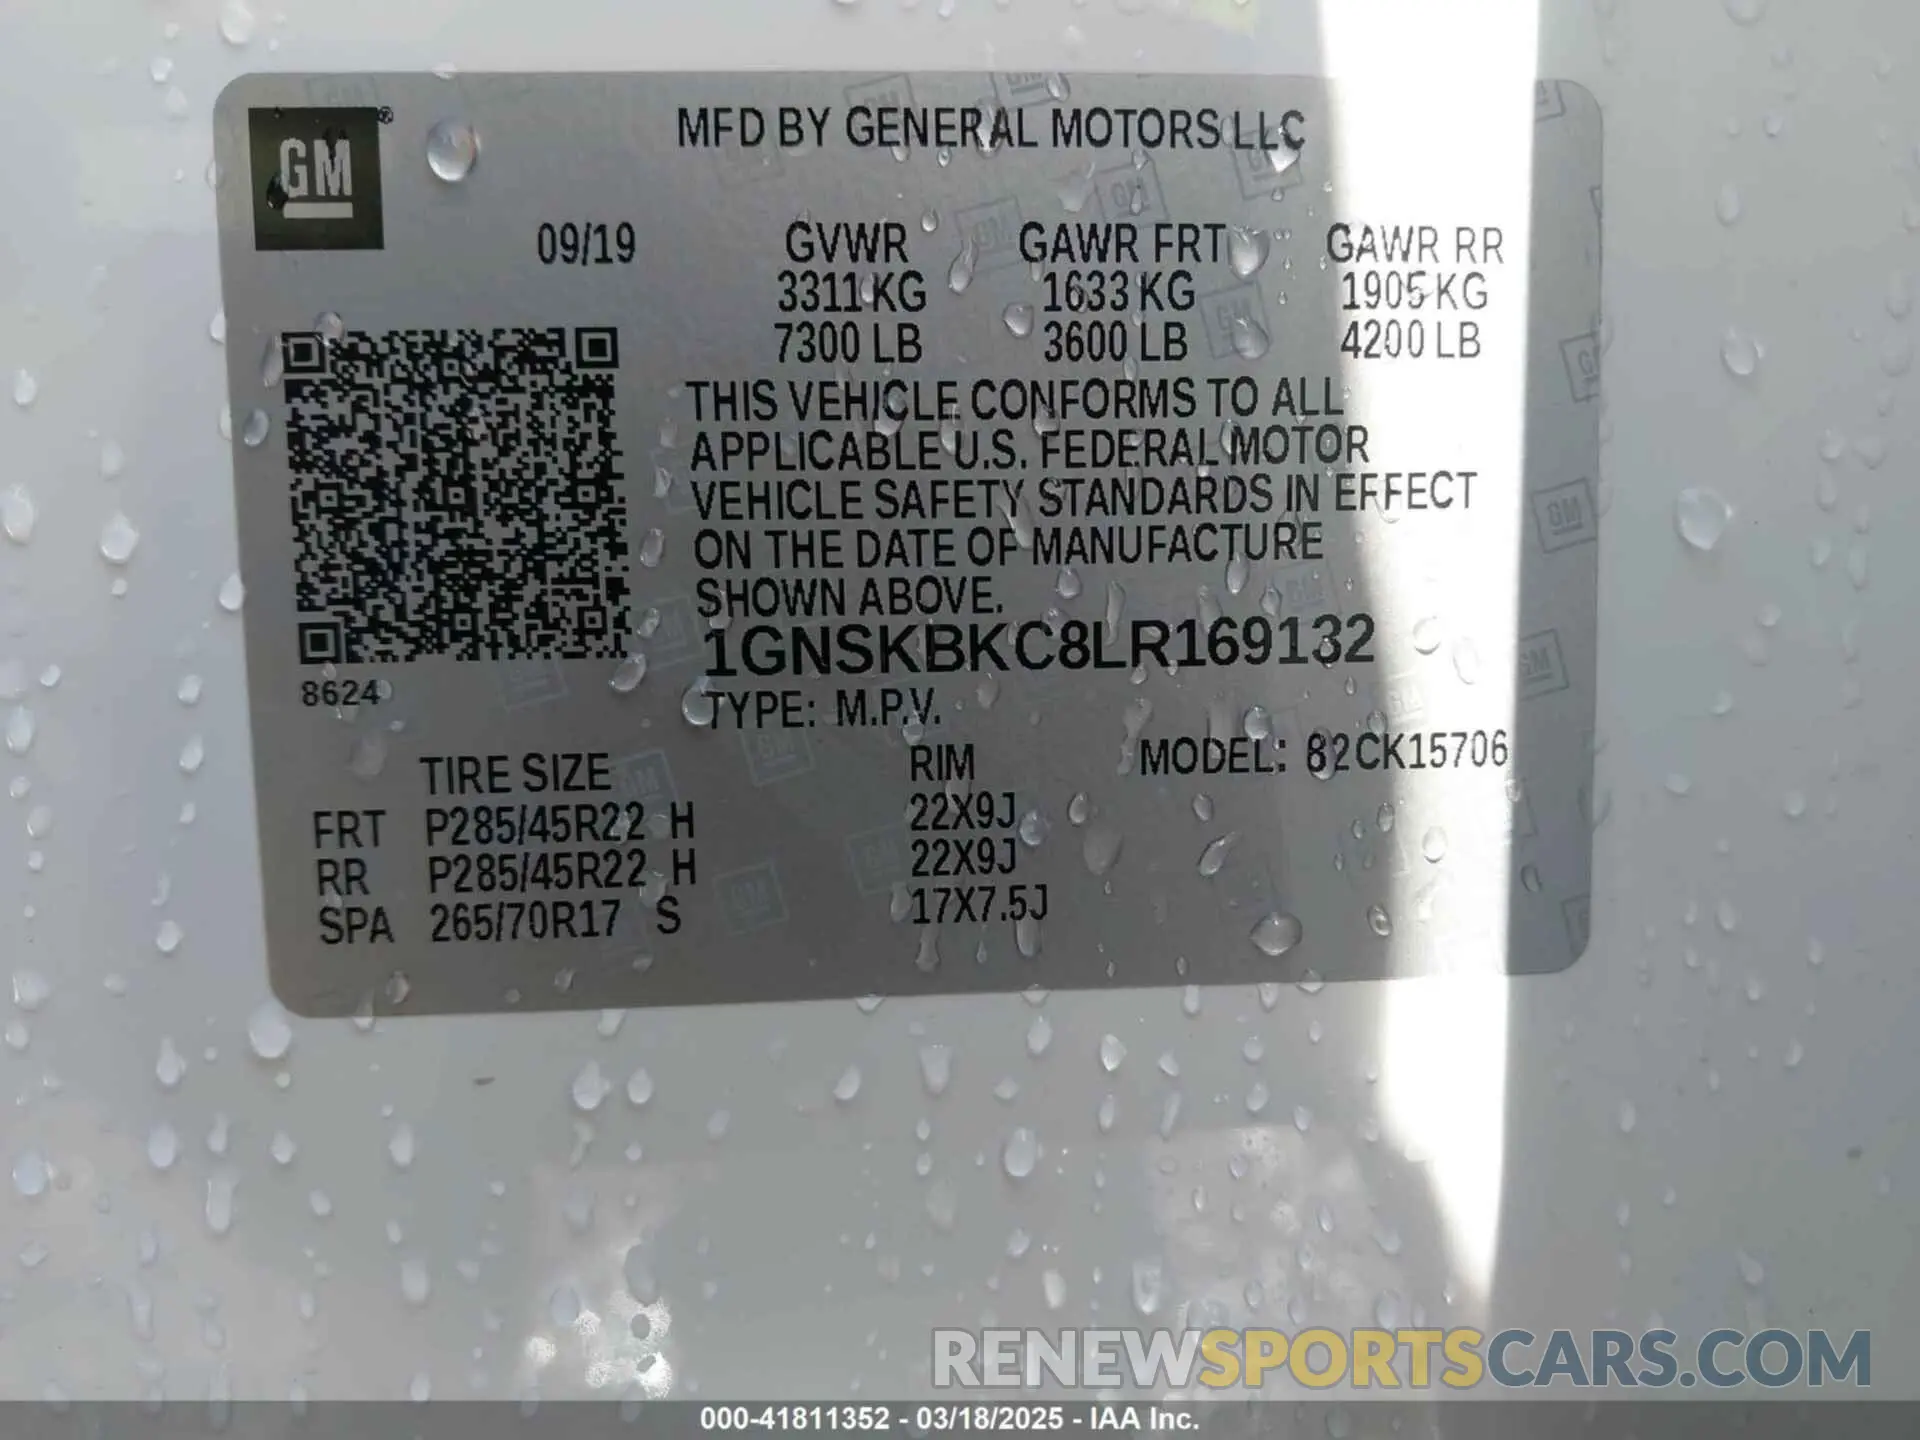 GM®
MFD BY GENERAL MOTORS LLC
09/19
GVWR GAWR FRT GAWR RR
3311 KG 1633 KG 1905 KG
7300 LB 3600 LB 4200 LB
THIS VEHICLE CONFORMS TO ALL
APPLICABLE U.S. FEDERAL MOTOR
VEHICLE SAFETY STANDARDS IN EFFECT
ON THE DATE OF MANUFACTURE
SHOWN ABOVE.
1GNSKBKC8LR169132
8624
TYPE: M.P.V.
TIRE SIZE RIM MODEL: 82CK15706
FRT P285/45R22 H 22X9J
RR P285/45R22 H 22X9J
SPA 265/70R17 S 17X7.5J
RENEWSPORTSCARS.COM
000-41811352 - 03/18/2025 - IAA Inc.